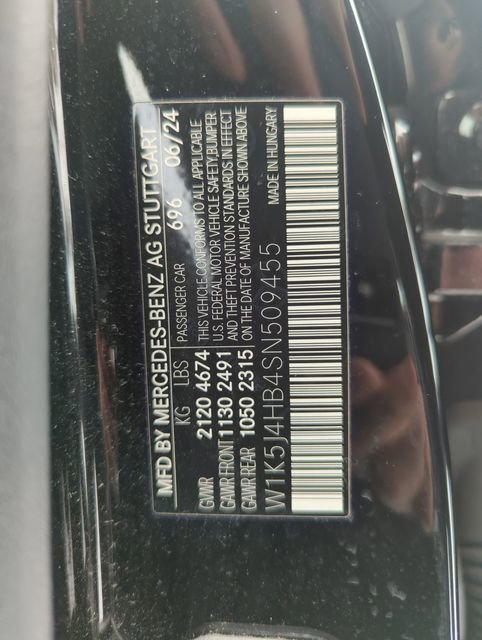 MFD BY MERCEDES-BENZ AG STUTTGART
KG LBS PASSENGER CAR 696 06/24
GVWR 2120 4674 THIS VEHICLE CONFORMS TO ALL APPLICABLE
GAWR FRONT 1130 2491 U.S. FEDERAL MOTOR VEHICLE SAFETY,BUMPER
GAWR REAR 1050 2315 AND THEFT PREVENTION STANDARDS IN EFFECT
ON THE DATE OF MANUFACTURE SHOWN ABOVE
W1K5J4HB4SN509455 MADE IN HUNGARY